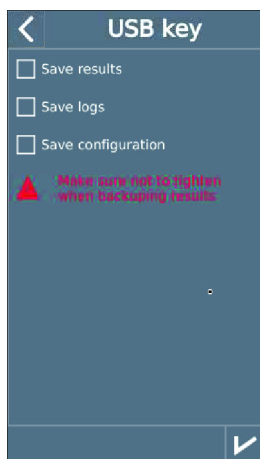 USB key
Save results
Save logs
Save configuration
Make sure not to tighten
when backuping results